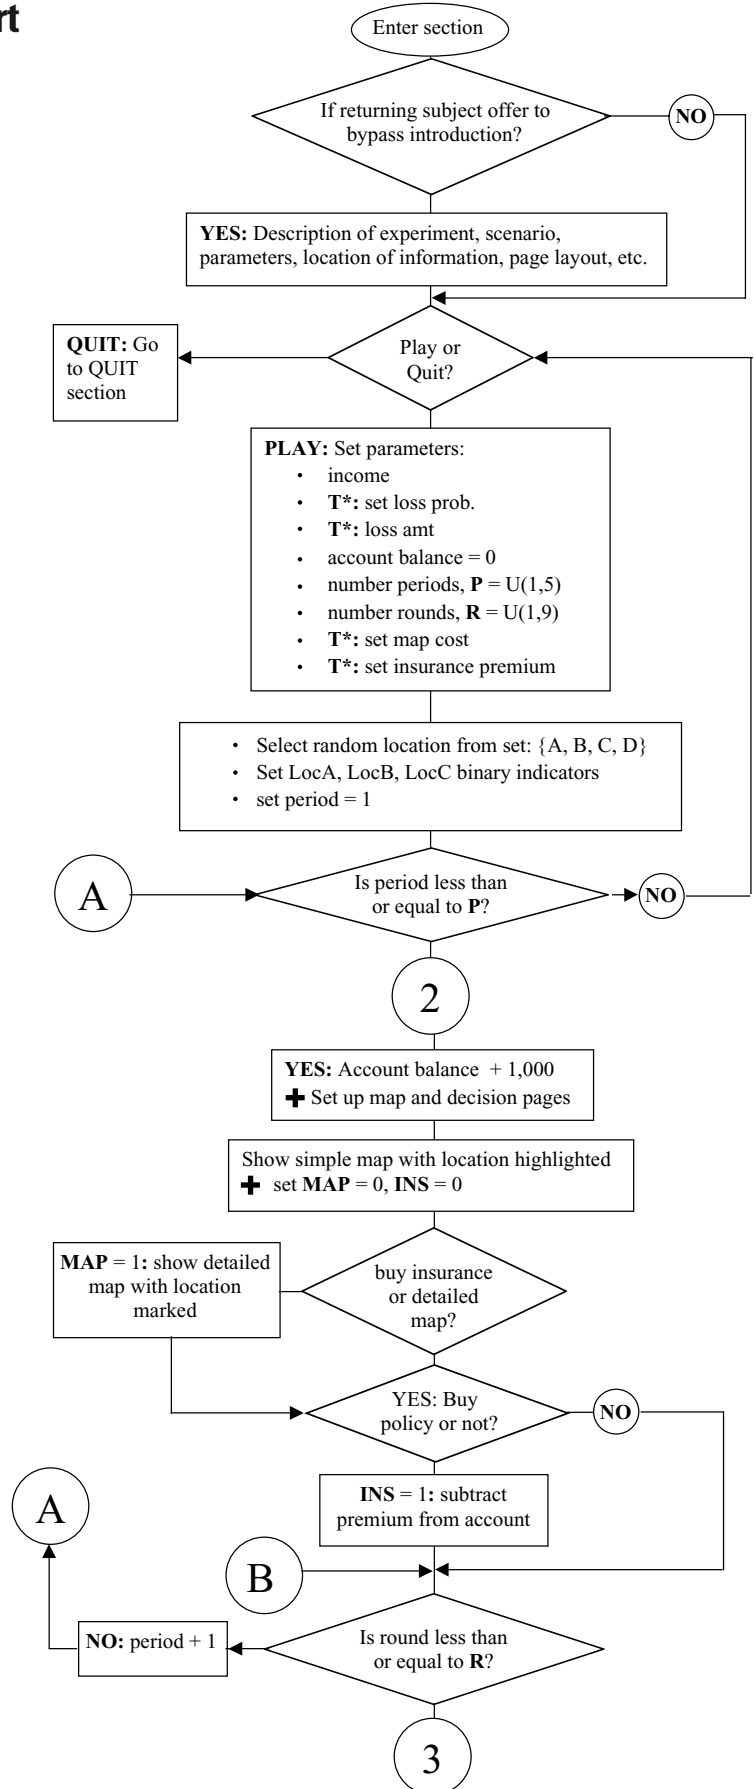 rt
Enter section
If returning subject offer to
bypass introduction?
NO
YES: Description of experiment, scenario,
parameters, location of information, page layout, etc.
QUIT: Go
to QUIT
section
Play or
Quit?
PLAY: Set parameters:
• income
• T*: set loss prob.
• T*: loss amt
• account balance = 0
• number periods, P = U(1,5)
• number rounds, R = U(1,9)
• T*: set map cost
• T*: set insurance premium
• Select random location from set: {A, B, C, D}
• Set LocA, LocB, LocC binary indicators
• set period = 1
A
Is period less than
or equal to P?
NO
2
YES: Account balance + 1,000
✚ Set up map and decision pages
Show simple map with location highlighted
✚ set MAP = 0, INS = 0
MAP = 1: show detailed
map with location
marked
buy insurance
or detailed
map?
YES: Buy
policy or not?
NO
INS = 1: subtract
premium from account
A
B
NO: period + 1
Is round less than
or equal to R?
3